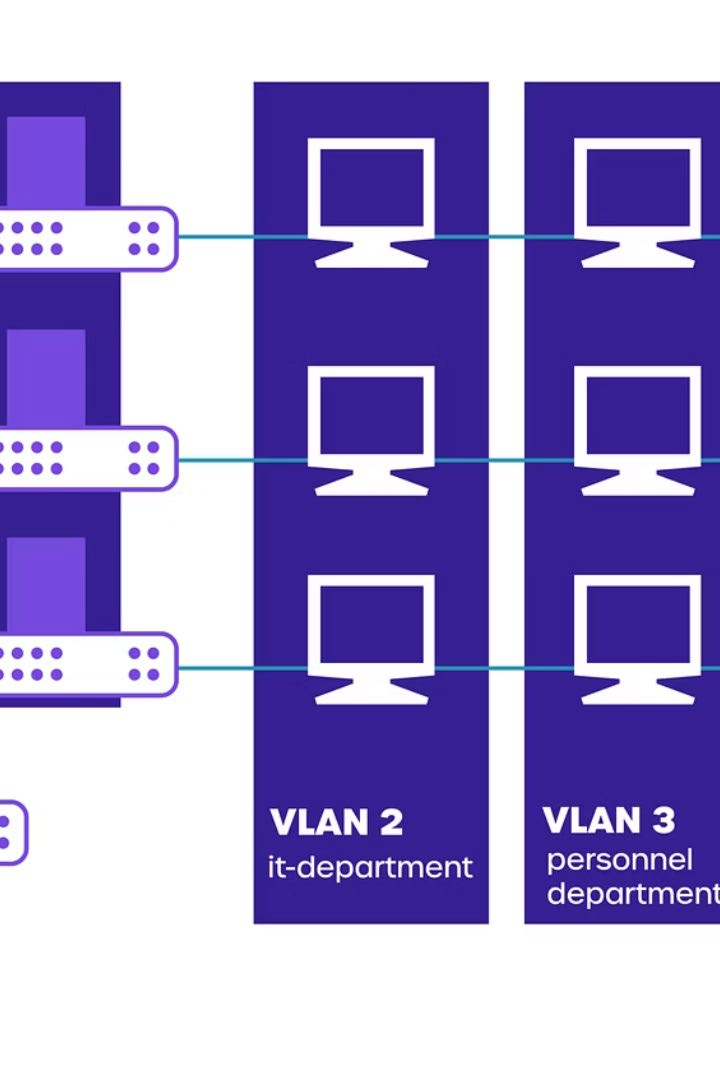 VLAN 2
it-department
VLAN 3
personnel
department